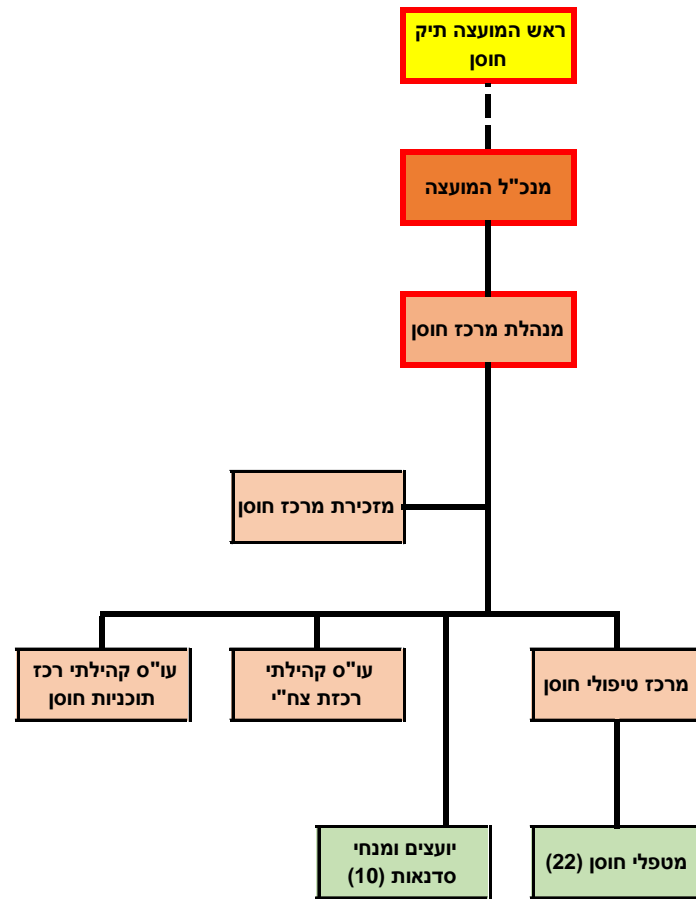 ראש המועצה תיק
חוסן
מנכ"ל המועצה
מנהלת מרכז חוסן
מזכירת מרכז חוסן
מרכז טיפולי חוסן
עו"ס קהילתי
רכזת צח"י
עו"ס קהילתי רכז
תוכניות חוסן
מטפלי חוסן (22)
יועצים ומנחי
סדנאות (10)